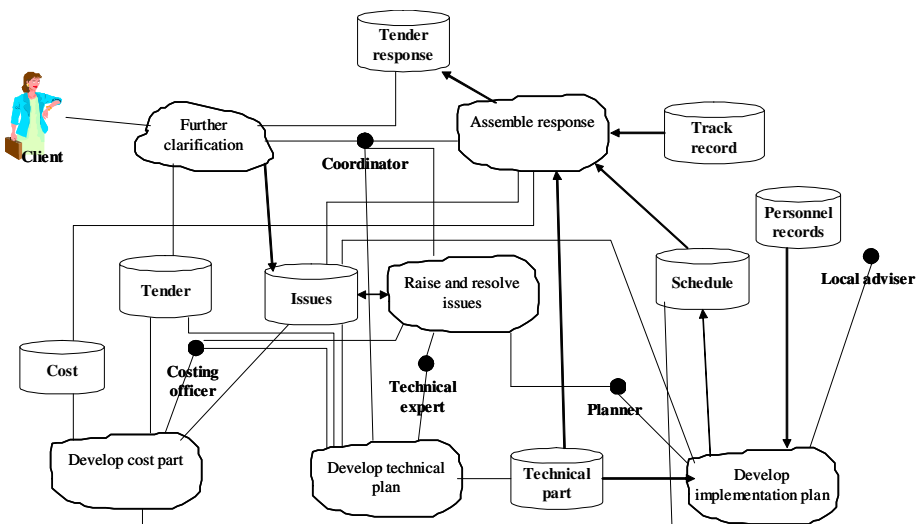 Tender
response
Further
clarification
Assemble response
Track
record
Client
Coordinator
Personnel
records
Tender
Issues
Raise and resolve
issues
Schedule
Local adviser
Cost
Costing
officer
Technical
expert
Planner
Develop cost part
Develop technical
plan
Technical
part
Develop
implementation plan